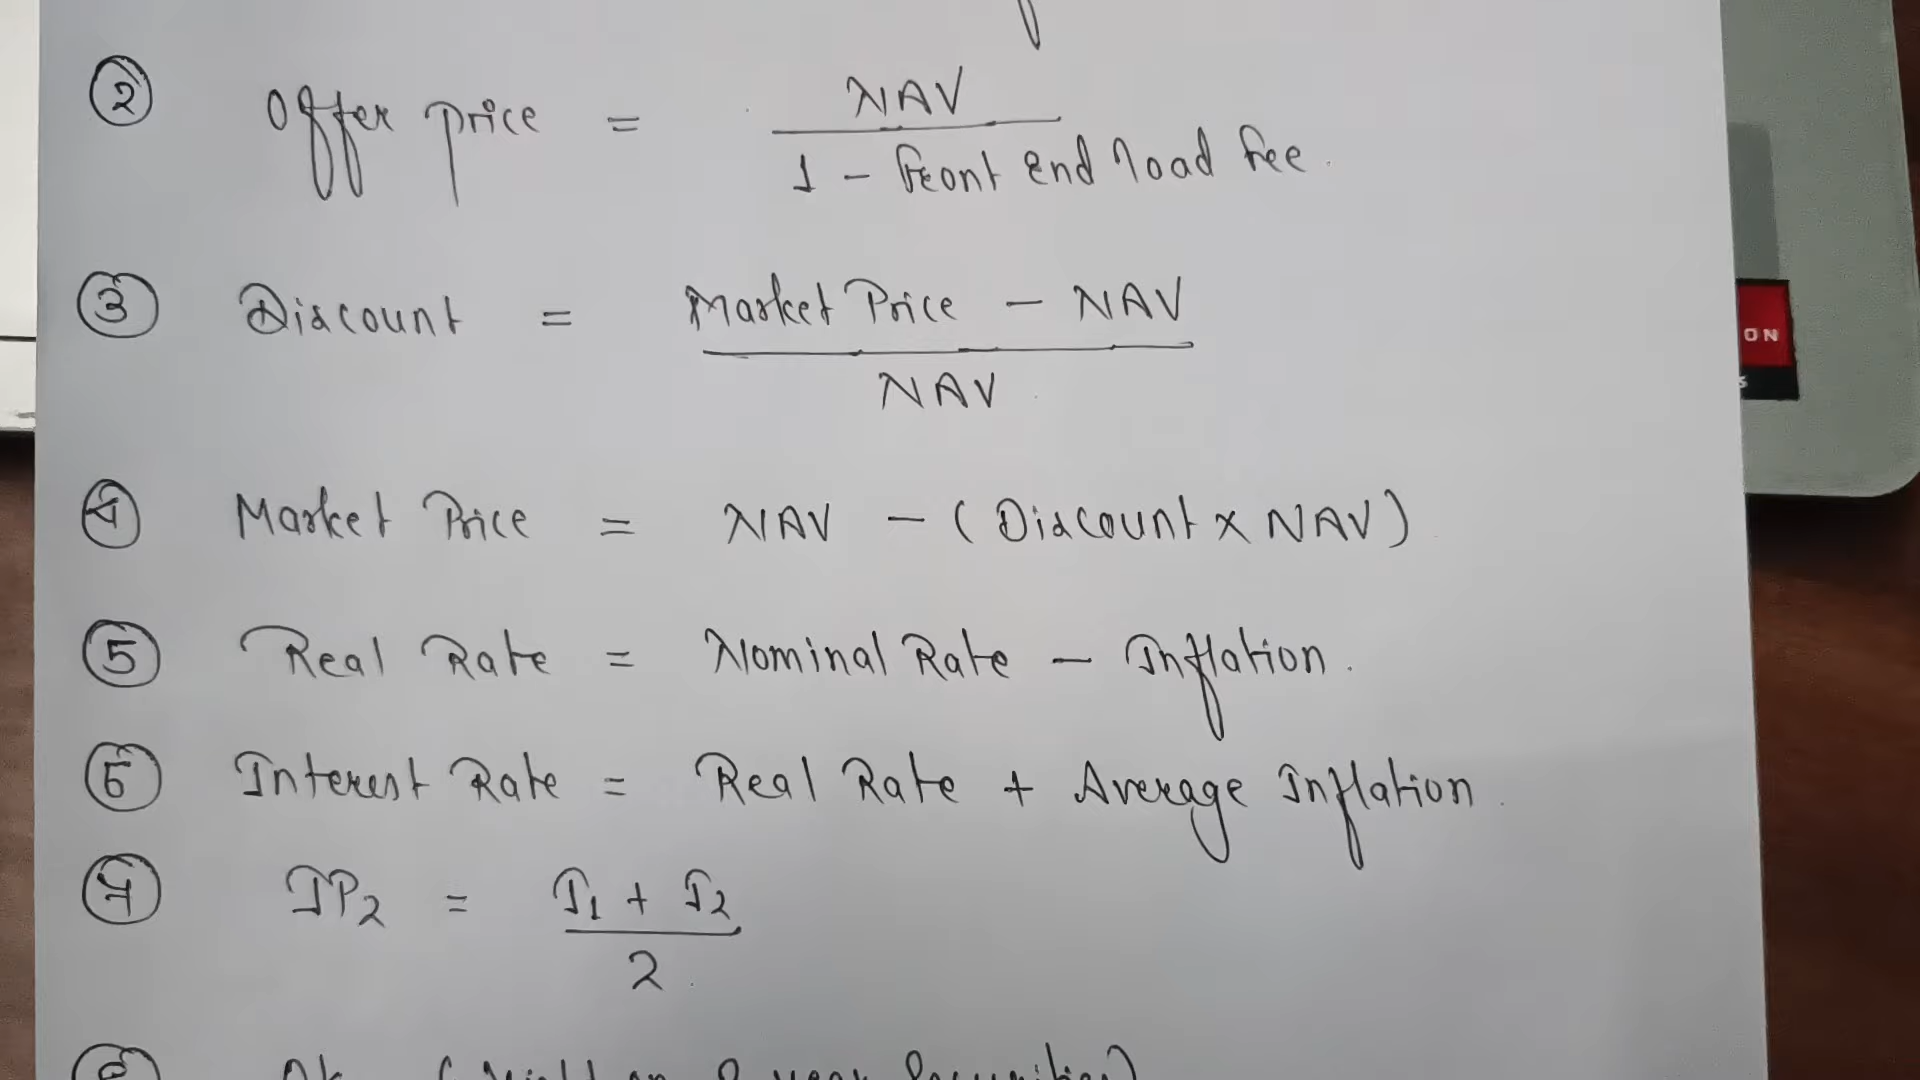 ② Offer price = NAV / 1 - Front end load fee.
③ Discount = Market Price - NAV / NAV
④ Market Price = NAV - (Discount x NAV)
⑤ Real Rate = Nominal Rate - Inflation.
⑥ Interest Rate = Real Rate + Average Inflation.
⑦ IP₂ = I₁ + I₂ / 2
ON